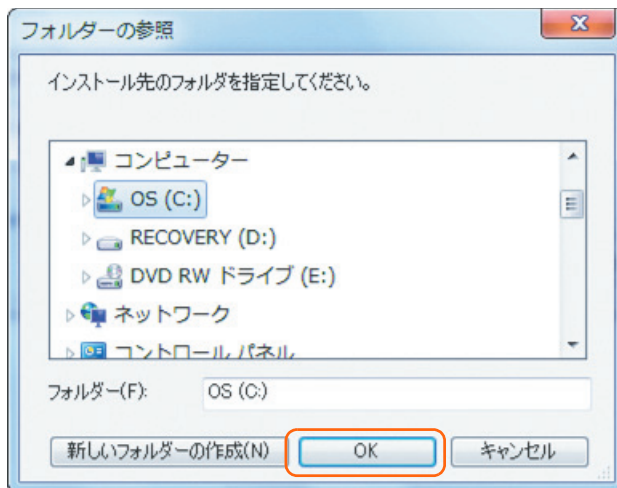 フォルダーの参照
インストール先のフォルダを指定してください。
コンピューター
OS (C:)
RECOVERY (D:)
DVD RW ドライブ (E:)
ネットワーク
コントロール パネル
フォルダー(F): OS (C:)
新しいフォルダーの作成(N) OK キャンセル